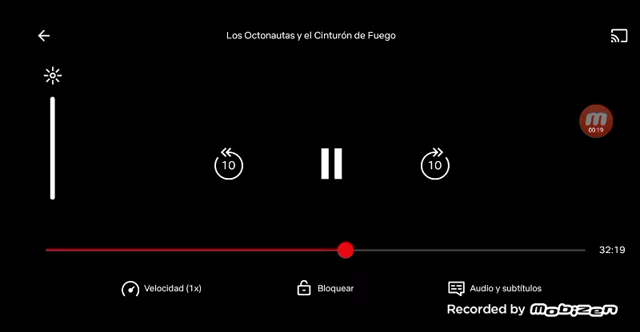 Los Octonautas y el Cinturón de Fuego
00:19
10
10
32:19
Velocidad (1x)
Bloquear
Audio y subtítulos
Recorded by Mobizen